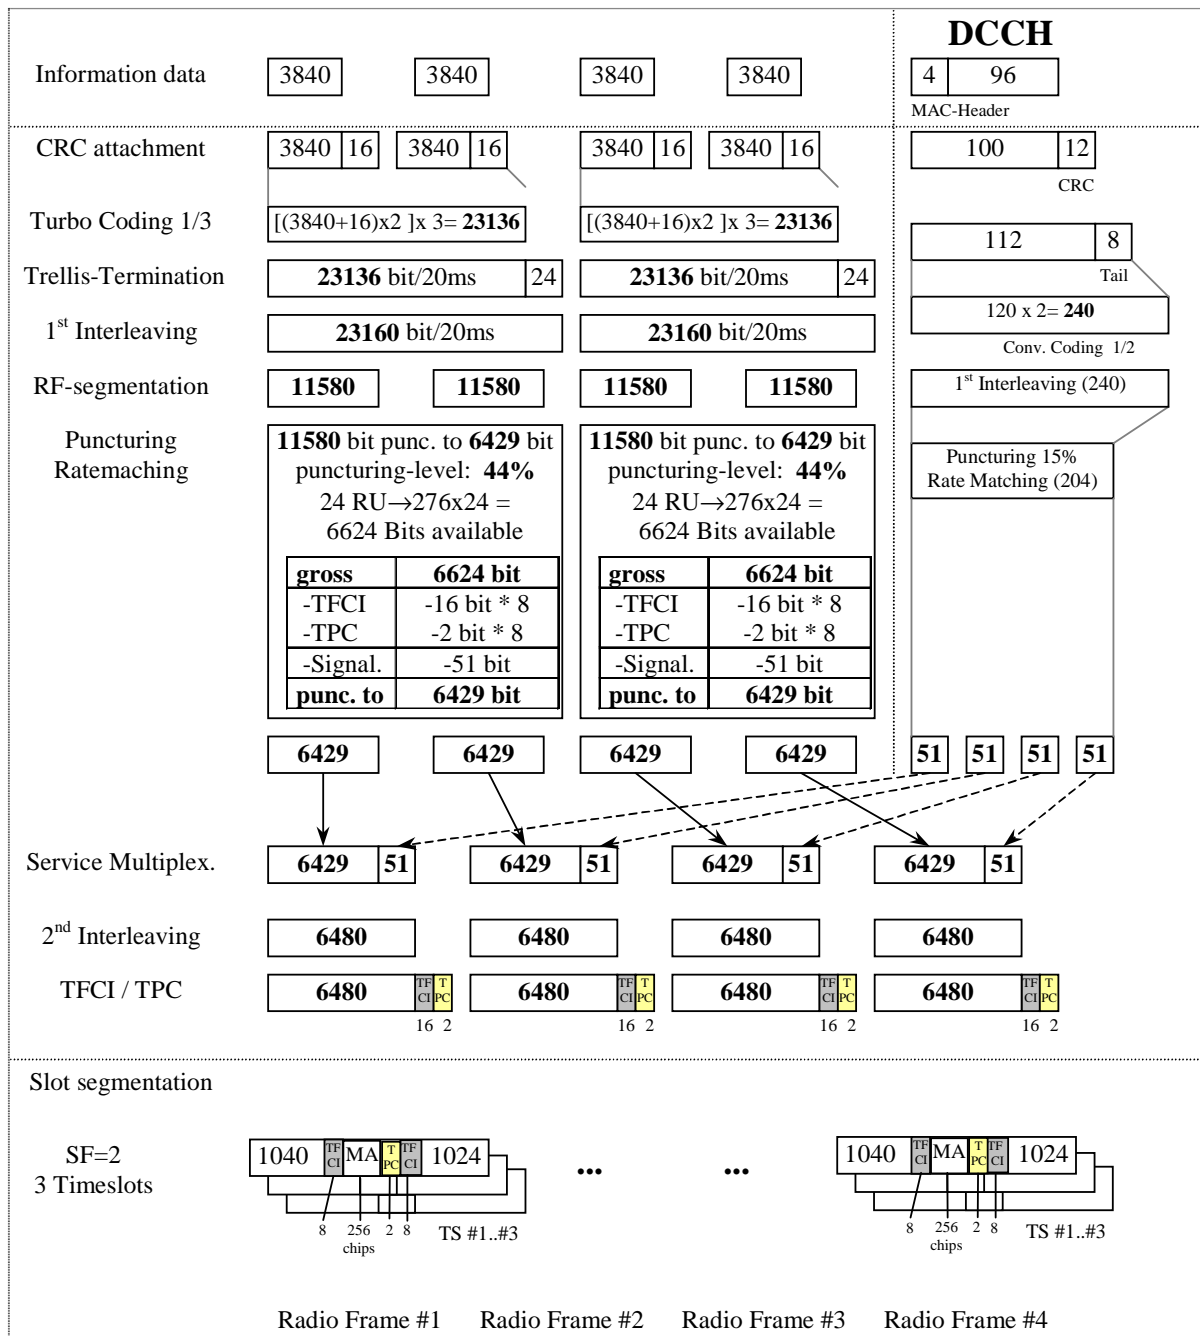 DCCH
Information data 3840 3840 3840 3840 4 96
MAC-Header
CRC attachment 3840 16 3840 16 3840 16 3840 16 100 12
CRC
Turbo Coding 1/3 [(3840+16)x2 ]x 3= 23136 [(3840+16)x2 ]x 3= 23136
112 8
Tail
Trellis-Termination 23136 bit/20ms 24 23136 bit/20ms 24
120 x 2= 240
Conv. Coding 1/2
1st Interleaving 23160 bit/20ms 23160 bit/20ms
RF-segmentation 11580 11580 11580 11580 1st Interleaving (240)
Puncturing
Ratemaching
11580 bit punc. to 6429 bit
puncturing-level: 44%
24 RU→276x24 =
6624 Bits available
gross 6624 bit
-TFCI -16 bit * 8
-TPC -2 bit * 8
-Signal. -51 bit
punc. to 6429 bit
11580 bit punc. to 6429 bit
puncturing-level: 44%
24 RU→276x24 =
6624 Bits available
gross 6624 bit
-TFCI -16 bit * 8
-TPC -2 bit * 8
-Signal. -51 bit
punc. to 6429 bit
Puncturing 15%
Rate Matching (204)
6429 6429 6429 6429 51 51 51 51
Service Multiplex. 6429 51 6429 51 6429 51 6429 51
2nd Interleaving 6480 6480 6480 6480
TFCI / TPC 6480 TF CI T PC 6480 TF CI T PC 6480 TF CI T PC 6480 TF CI T PC
16 2 16 2 16 2 16 2
Slot segmentation
SF=2
3 Timeslots
1040 TF CI MA T PC TF CI 1024
8 256 chips 2 8 TS #1..#3
... ...
1040 TF CI MA T PC TF CI 1024
8 256 chips 2 8 TS #1..#3
Radio Frame #1 Radio Frame #2 Radio Frame #3 Radio Frame #4